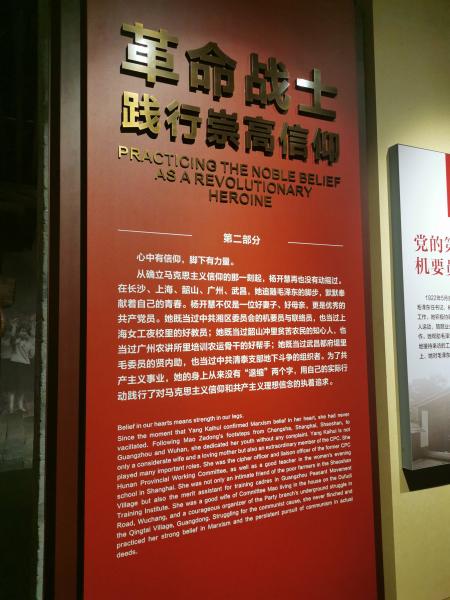 革命战士
践行崇高信仰
PRACTICING THE NOBLE BELIEF
AS A REVOLUTIONARY
HEROINE
第二部分
心中有信仰，脚下有力量。
从确立马克思主义信仰的那一刻起，杨开慧再也没有动摇过。
在长沙、上海、韶山、广州、武昌，她追随毛泽东的脚步，默默奉
献着自己的青春。杨开慧不仅是一位好妻子、好母亲，更是优秀的
共产党员。她既当过中共湘区委员会的机要员与联络员，也当过上
海女工夜校里的好教员；她既当过韶山冲里贫苦农民的知心人，也
当过广州农讲所里培训农运骨干的好帮手；她既当过武昌都府堤里
毛委员的贤内助，也当过中共清泰支部地下斗争的组织者。为了共
产主义事业，她的身上从来没有“退缩”两个字，用自己的实际行
动践行了对马克思主义信仰和共产主义理想信念的执着追求。
Belief in our hearts means strength in our legs.
Since the moment that Yang Kaihui confirmed Marxism belief in her heart, she had never
vacillated. Following Mao Zedong's footsteps from Changsha, Shanghai, Shaoshan, to
Guangzhou and Wuhan, she dedicated her youth without any complaint. Yang Kaihui is not
only a considerate wife and a loving mother but also an extraordinary member of the CPC. She
played many important roles. She was the cipher officer and liaison officer of the former CPC
Hunan Provincial Working Committee, as well as a good teacher in the women's evening
school in Shanghai. She was not only an intimate friend of the poor farmers in the Shaoshan
Village but also the merit assistant for training cadres in Guangzhou Peasant Movement
Training Institute. She was a good wife of Committee Mao living in the house on the Dufudi
Road, Wuchang, and a courageous organizer of the Party branch's underground struggle in
the Qingtai Village, Guangdong. Struggling for the communist cause, she never flinched and
practiced her strong belief in Marxism and the persistent pursuit of communism in actual
deeds.
党的
机要员
1922年5月
毛泽东任书记，